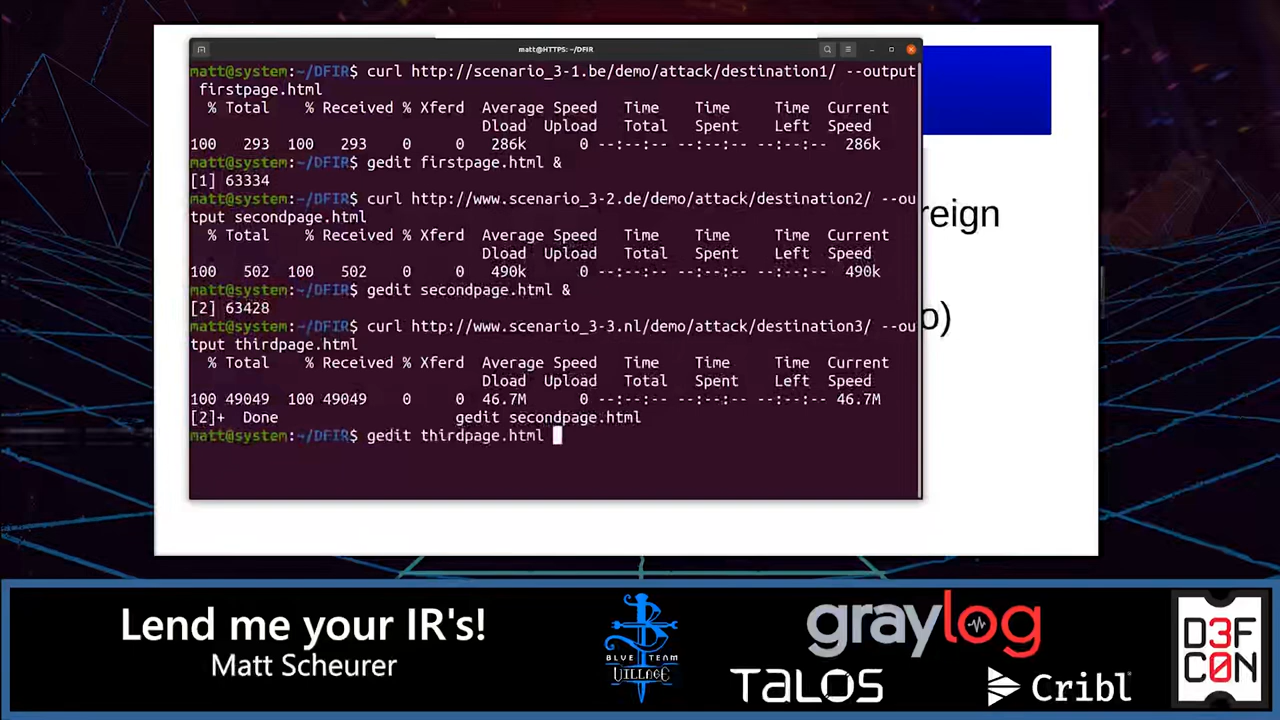 matt@HTTPS: ~/DFIR
matt@system:~/DFIR$ curl http://scenario_3-1.be/demo/attack/destination1/ --output
firstpage.html
% Total % Received % Xferd Average Speed Time Time Time Current
Dload Upload Total Spent Left Speed
100 293 100 293 0 0 286k 0 --:--:-- --:--:-- --:--:-- 286k
matt@system:~/DFIR$ gedit firstpage.html &
[1] 63334
matt@system:~/DFIR$ curl http://www.scenario_3-2.de/demo/attack/destination2/ --ou
tput secondpage.html
% Total % Received % Xferd Average Speed Time Time Time Current
Dload Upload Total Spent Left Speed
100 502 100 502 0 0 490k 0 --:--:-- --:--:-- --:--:-- 490k
matt@system:~/DFIR$ gedit secondpage.html &
[2] 63428
matt@system:~/DFIR$ curl http://www.scenario_3-3.nl/demo/attack/destination3/ --ou
tput thirdpage.html
% Total % Received % Xferd Average Speed Time Time Time Current
Dload Upload Total Spent Left Speed
100 49049 100 49049 0 0 46.7M 0 --:--:-- --:--:-- --:--:-- 46.7M
[2]+ Done gedit secondpage.html
matt@system:~/DFIR$ gedit thirdpage.html
reign
o)
Lend me your IR's!
Matt Scheurer
BLUE TEAM
VILLAGE
graylog
TALOS
Cribl
D3F
C0N